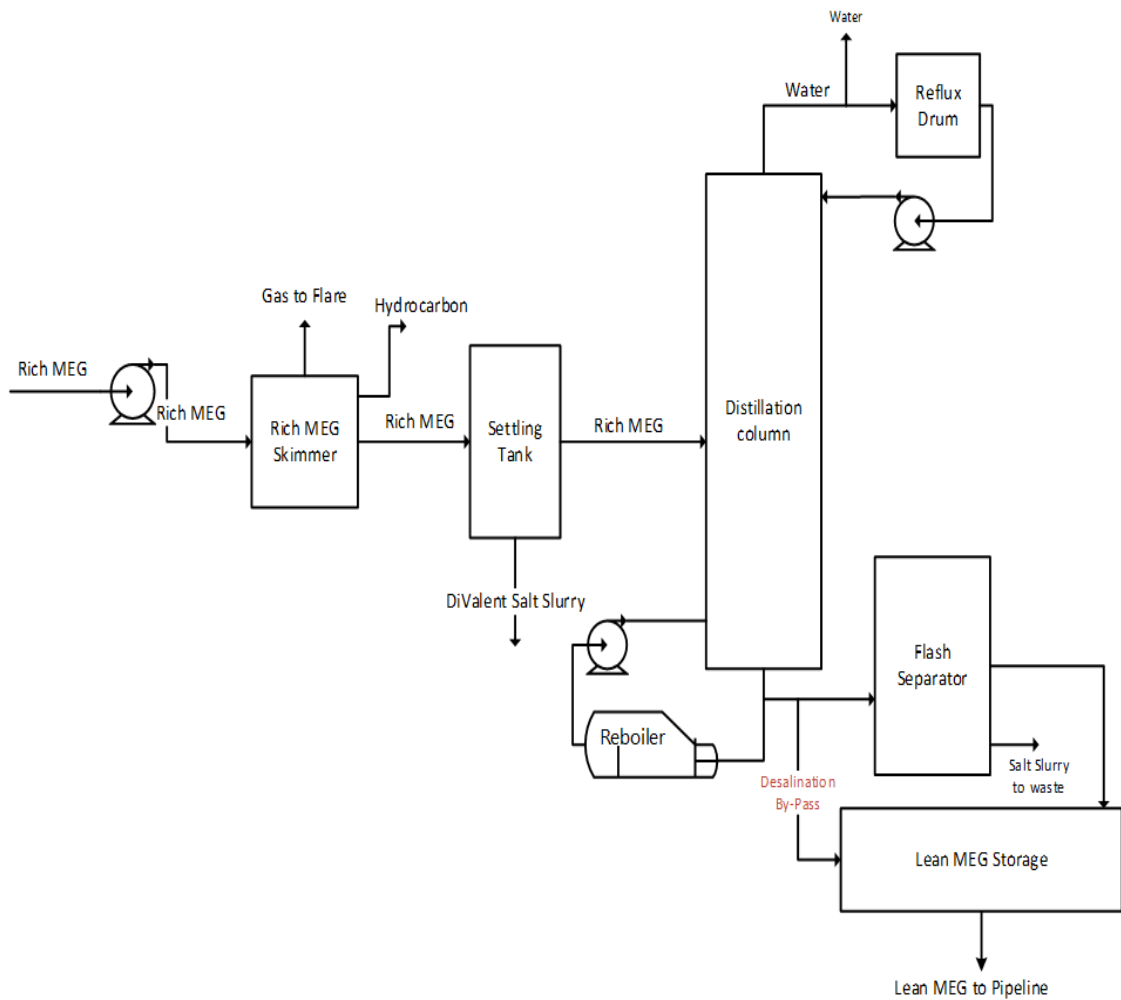 Water
Water
Reflux
Drum
Gas to Flare
Hydrocarbon
Rich MEG
Rich MEG
Rich MEG
Skimmer
Rich MEG
Settling
Tank
Rich MEG
Distillation
column
DiValent Salt Slurry
Reboiler
Flash
Separator
Desalination
By-Pass
Salt Slurry
to waste
Lean MEG Storage
Lean MEG to Pipeline